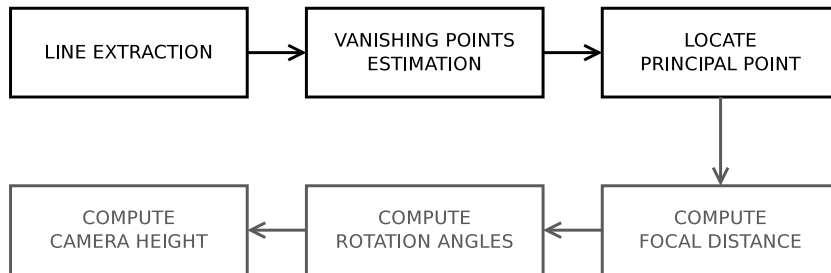 LINE EXTRACTION
VANISHING POINTS
ESTIMATION
LOCATE
PRINCIPAL POINT
COMPUTE
FOCAL DISTANCE
COMPUTE
ROTATION ANGLES
COMPUTE
CAMERA HEIGHT